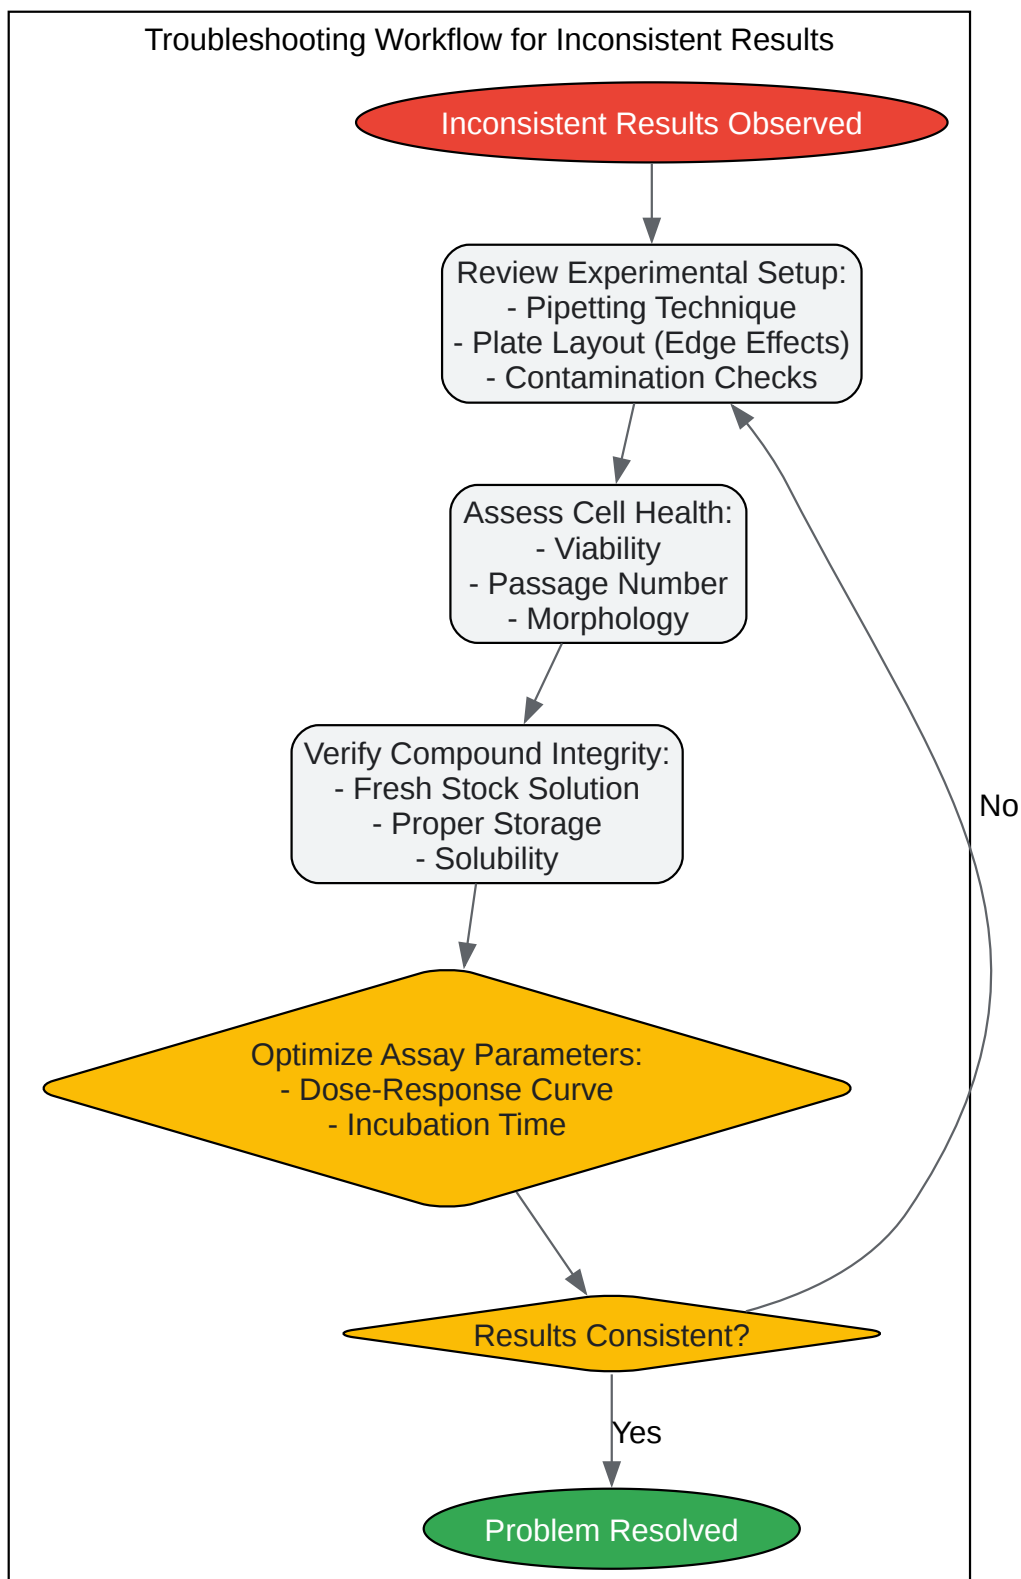 Troubleshooting Workflow for Inconsistent Results
Inconsistent Results Observed
Review Experimental Setup:
- Pipetting Technique
- Plate Layout (Edge Effects)
- Contamination Checks
Assess Cell Health:
- Viability
- Passage Number
- Morphology
Verify Compound Integrity:
- Fresh Stock Solution
- Proper Storage
- Solubility
No
Optimize Assay Parameters:
- Dose-Response Curve
- Incubation Time
Results Consistent?
Yes
Problem Resolved